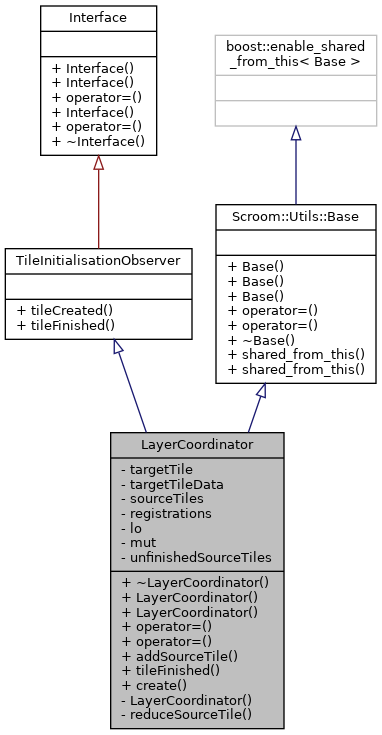 Interface
+ Interface()
+ Interface()
+ operator=()
+ Interface()
+ operator=()
+ ~Interface()
boost::enable_shared
_from_this< Base >
TileInitialisationObserver
+ tileCreated()
+ tileFinished()
Scroom::Utils::Base
+ Base()
+ Base()
+ Base()
+ operator=()
+ operator=()
+ ~Base()
+ shared_from_this()
+ shared_from_this()
LayerCoordinator
- targetTile
- targetTileData
- sourceTiles
- registrations
- lo
- mut
- unfinishedSourceTiles
+ ~LayerCoordinator()
+ LayerCoordinator()
+ LayerCoordinator()
+ operator=()
+ operator=()
+ addSourceTile()
+ tileFinished()
+ create()
- LayerCoordinator()
- reduceSourceTile()